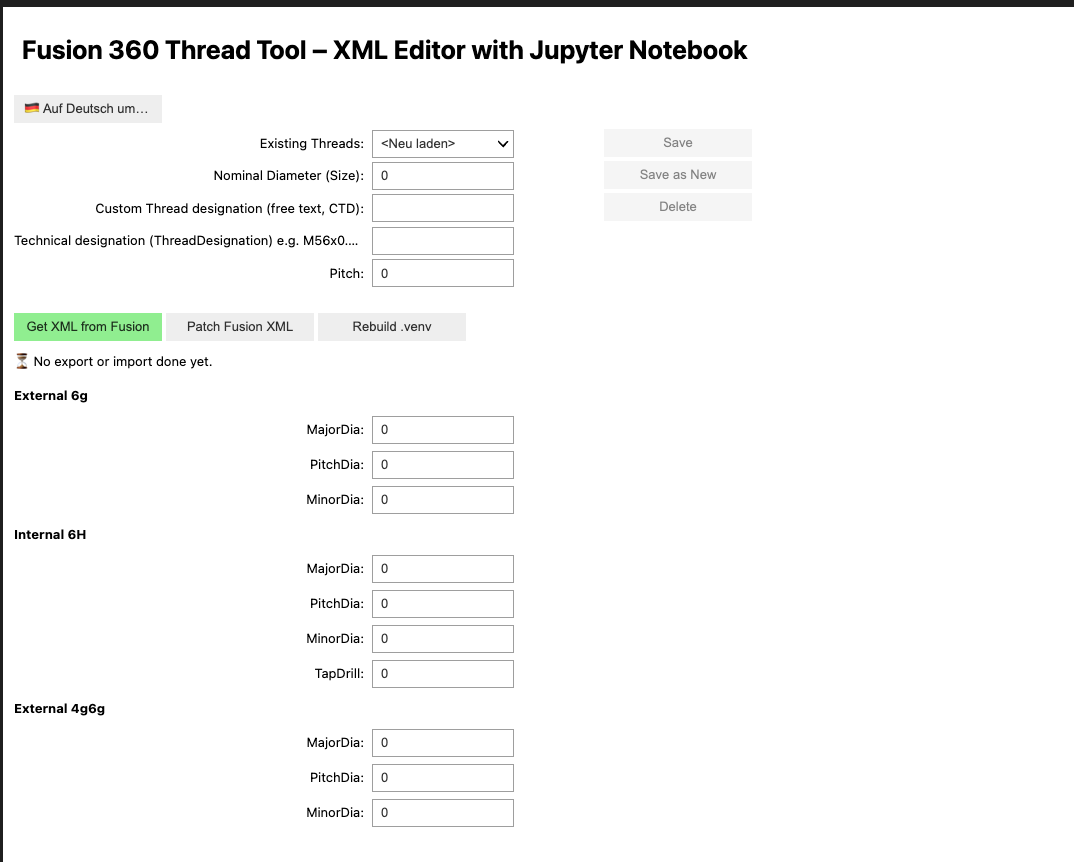 Fusion 360 Thread Tool – XML Editor with Jupyter Notebook
Auf Deutsch um…
Existing Threads: <Neu laden> Save
Nominal Diameter (Size): 0 Save as New
Custom Thread designation (free text, CTD): Delete
Technical designation (ThreadDesignation) e.g. M56x0....
Pitch: 0
Get XML from Fusion Patch Fusion XML Rebuild .venv
⏳ No export or import done yet.
External 6g
MajorDia: 0
PitchDia: 0
MinorDia: 0
Internal 6H
MajorDia: 0
PitchDia: 0
MinorDia: 0
TapDrill: 0
External 4g6g
MajorDia: 0
PitchDia: 0
MinorDia: 0